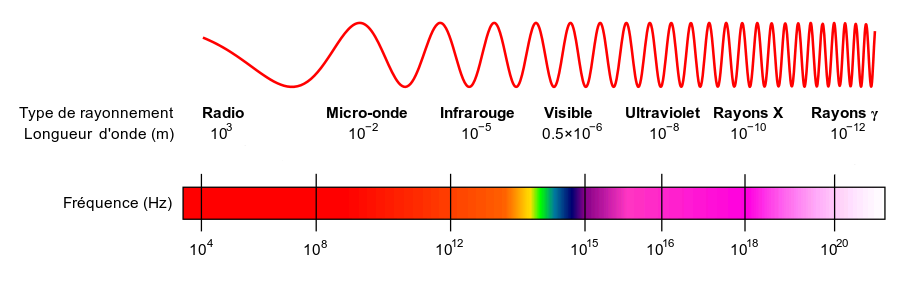 Type de rayonnement Radio Micro-onde Infrarouge Visible Ultraviolet Rayons X Rayons γ
Longueur d'onde (m) 10³ 10⁻² 10⁻⁵ 0.5×10⁻⁶ 10⁻⁸ 10⁻¹⁰ 10⁻¹²
Fréquence (Hz)
10⁴ 10⁸ 10¹² 10¹⁵ 10¹⁶ 10¹⁸ 10²⁰